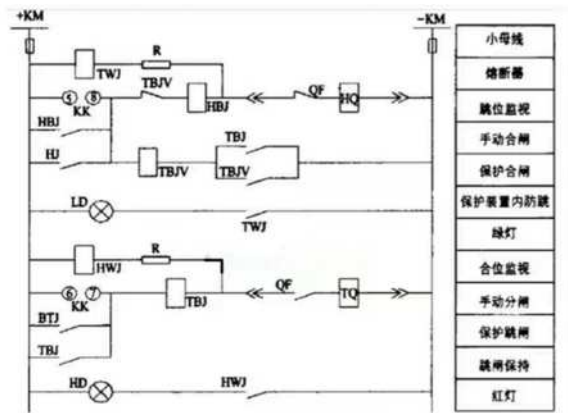 +KM
-KM
R
TWJ
TBJV
⑤ ⑧
KK
HBJ
QF
HQ
HBJ
TBJ
HJ
TBJV
TBJV
LD
TWJ
R
HWJ
⑥ ⑦
KK
TBJ
QF
TQ
BTJ
TBJ
HD
HWJ
小母线
熔断器
跳位监视
手动合闸
保护合闸
保护装置内防跳
绿灯
合位监视
手动分闸
保护跳闸
跳闸保持
红灯